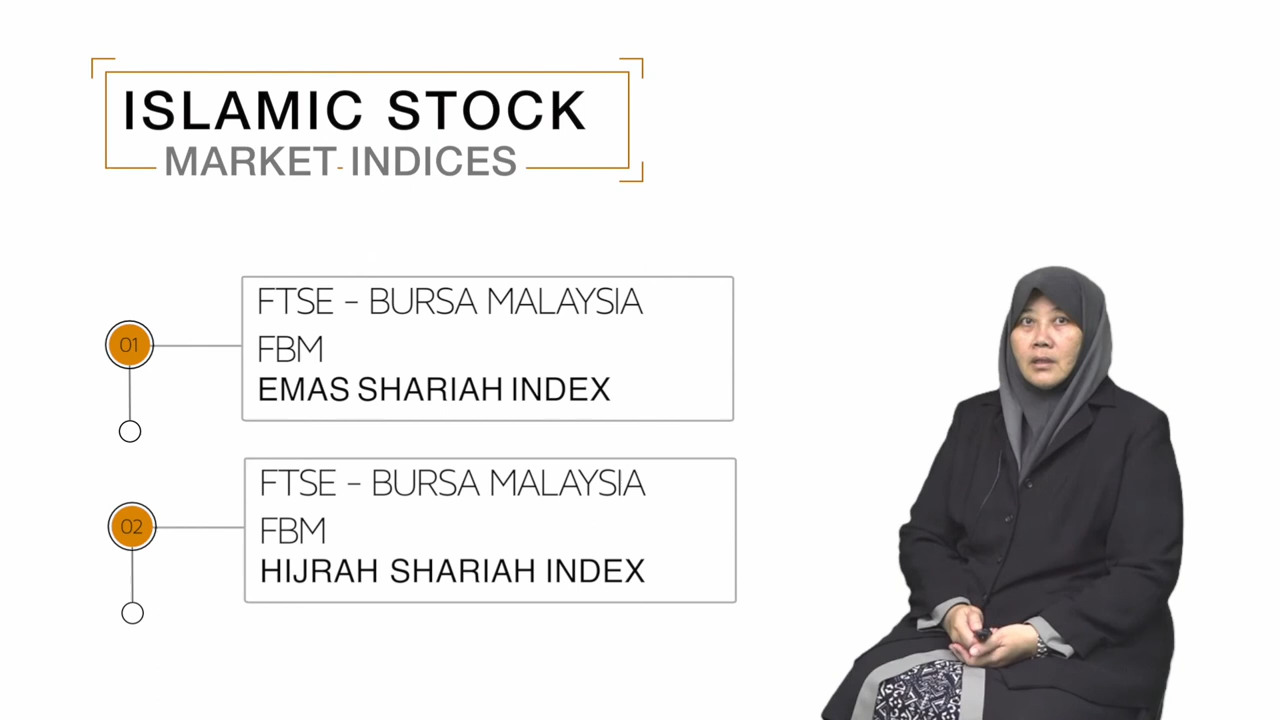 ISLAMIC STOCK
MARKET INDICES
01
FTSE - BURSA MALAYSIA
FBM
EMAS SHARIAH INDEX
02
FTSE - BURSA MALAYSIA
FBM
HIJRAH SHARIAH INDEX